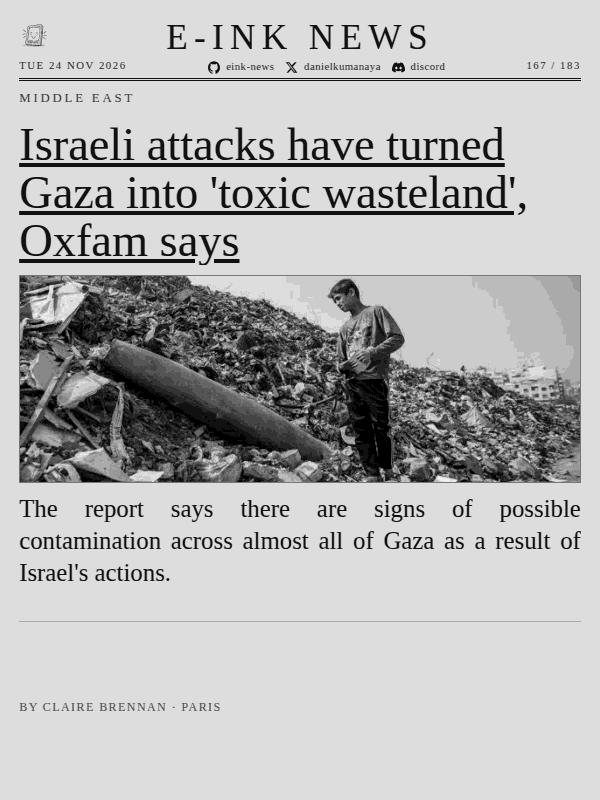 E-INK NEWS
TUE 24 NOV 2026
eink-news
danielkumanaya
discord
167 / 183
MIDDLE EAST
Israeli attacks have turned
Gaza into 'toxic wasteland',
Oxfam says
The report says there are signs of possible
contamination across almost all of Gaza as a result of
Israel's actions.
BY CLAIRE BRENNAN · PARIS